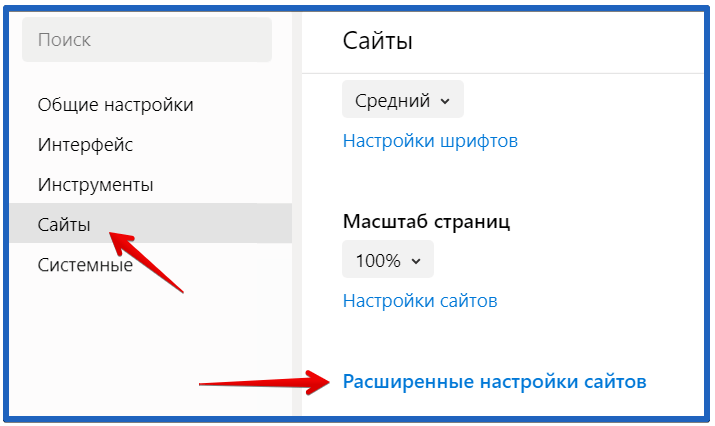 Поиск
Общие настройки
Интерфейс
Инструменты
Сайты
Системные
Сайты
Средний
Настройки шрифтов
Масштаб страниц
100%
Настройки сайтов
Расширенные настройки сайтов